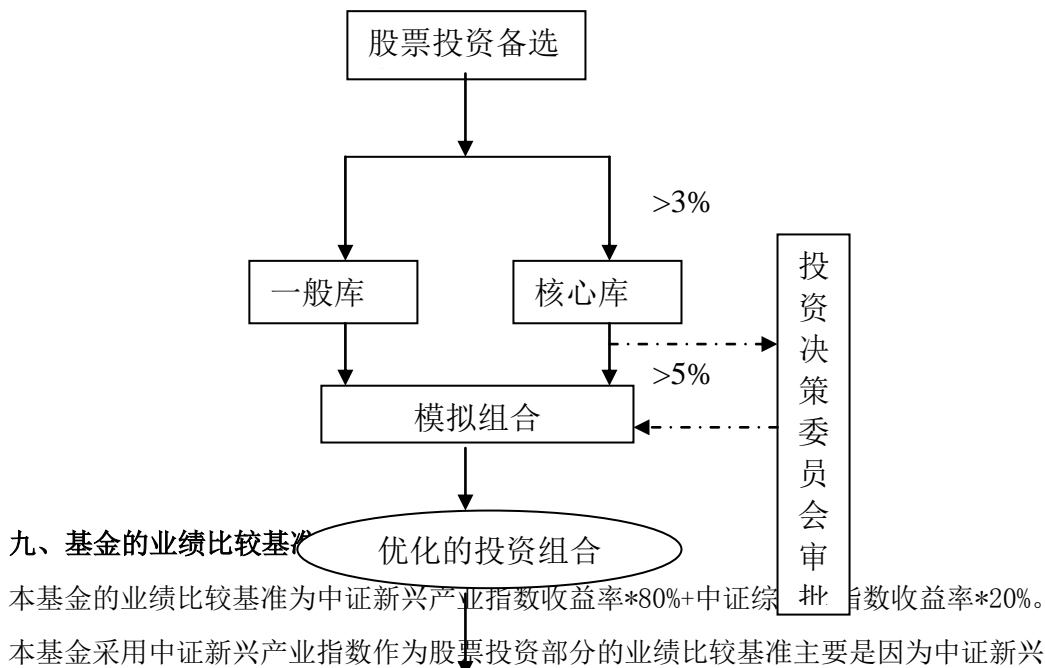 股票投资备选
>3%
一般库
核心库
投资决策委员会审批
>5%
模拟组合
优化的投资组合
九、基金的业绩比较基
本基金的业绩比较基准为中证新兴产业指数收益率*80%+中证综 指数收益率*20%。
本基金采用中证新兴产业指数作为股票投资部分的业绩比较基准主要是因为中证新兴